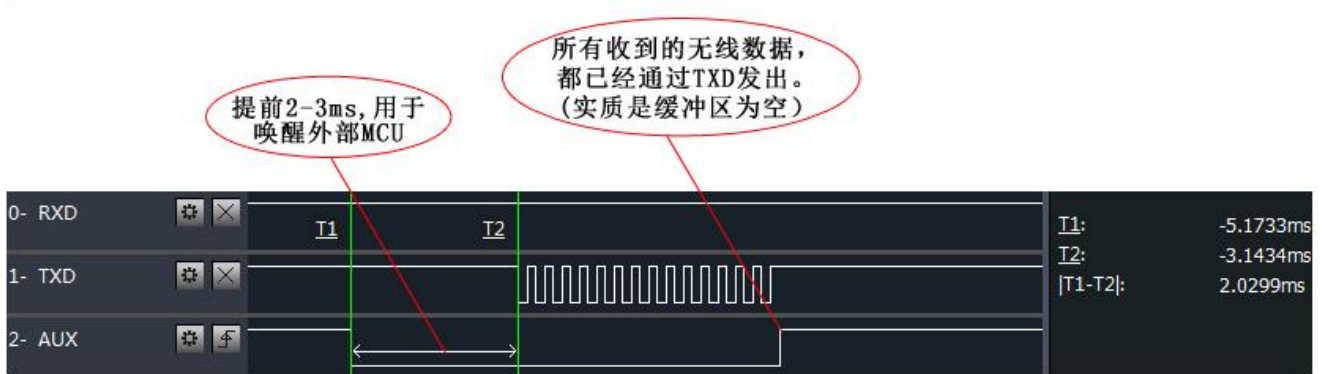 所有收到的无线数据，
都已经通过TXD发出。
(实质是缓冲区为空)
提前2-3ms,用于
唤醒外部MCU
0- RXD
T1
T2
1- TXD
2- AUX
T1: -5.1733ms
T2: -3.1434ms
|T1-T2|: 2.0299ms